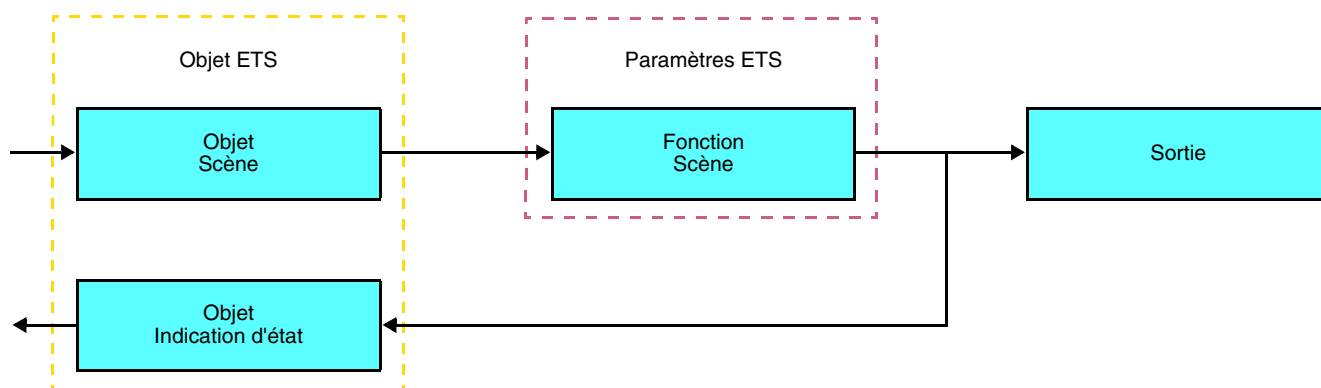 Objet ETS
Paramètres ETS
Objet
Scène
Fonction
Scène
Sortie
Objet
Indication d'état